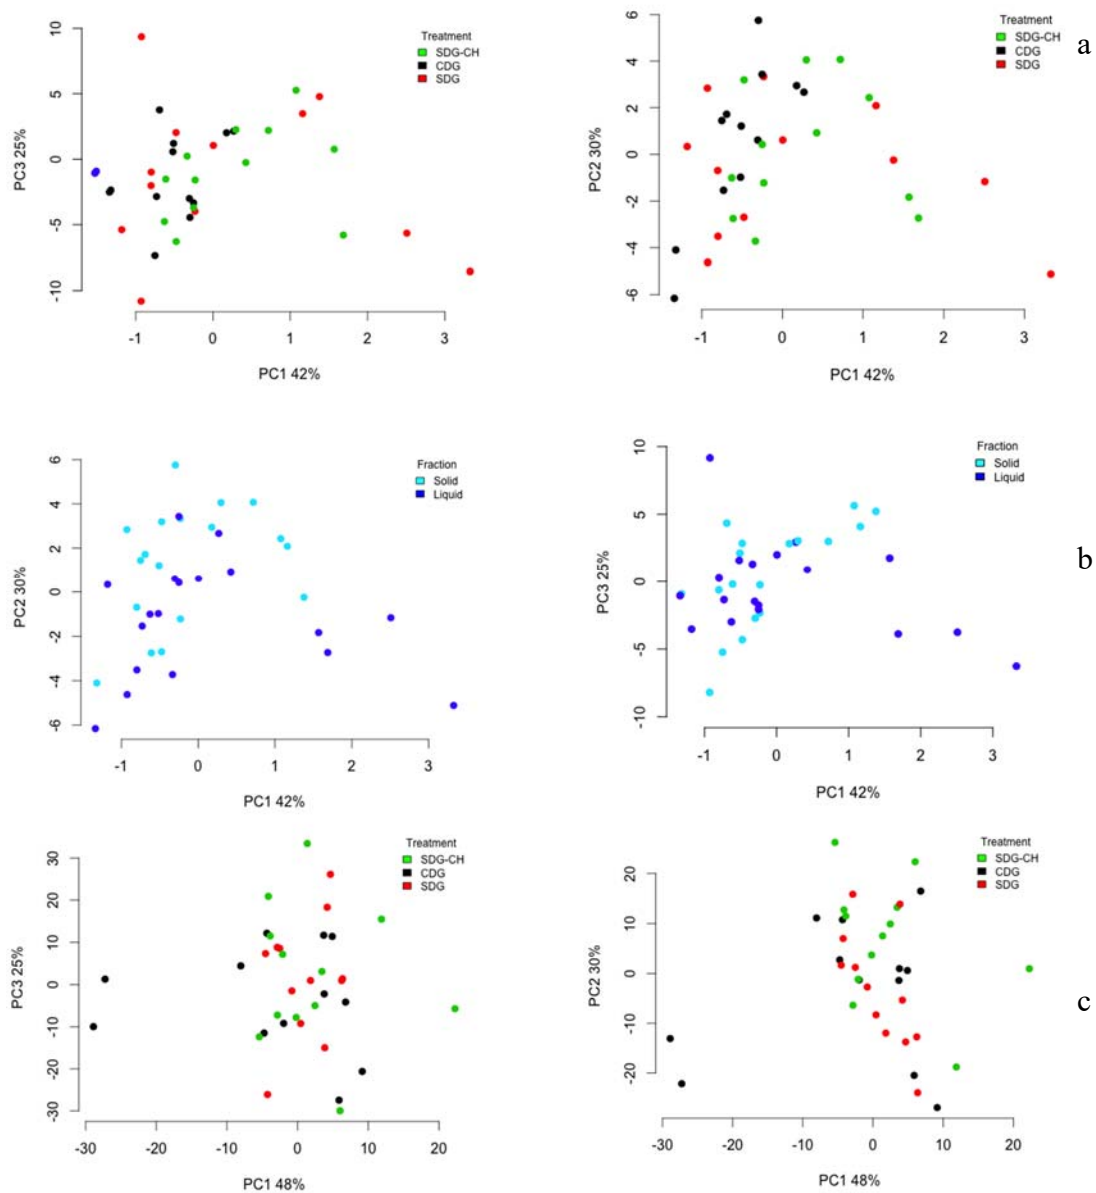 10
5
0
-5
-10
PC3 25%
Treatment
SDG-CH
CDG
SDG
-1 0 1 2 3
PC1 42%
6
4
2
0
-2
-4
-6
PC2 30%
Treatment
SDG-CH
CDG
SDG
-1 0 1 2 3
PC1 42%
a
6
4
2
0
-2
-4
-6
PC2 30%
Fraction
Solid
Liquid
-1 0 1 2 3
PC1 42%
10
5
0
-5
-10
PC3 25%
Fraction
Solid
Liquid
-1 0 1 2 3
PC1 42%
b
30
20
10
0
-10
-20
-30
PC3 25%
Treatment
SDG-CH
CDG
SDG
-30 -20 -10 0 10 20
PC1 48%
20
10
0
-10
-20
PC2 30%
Treatment
SDG-CH
CDG
SDG
-30 -20 -10 0 10 20
PC1 48%
c